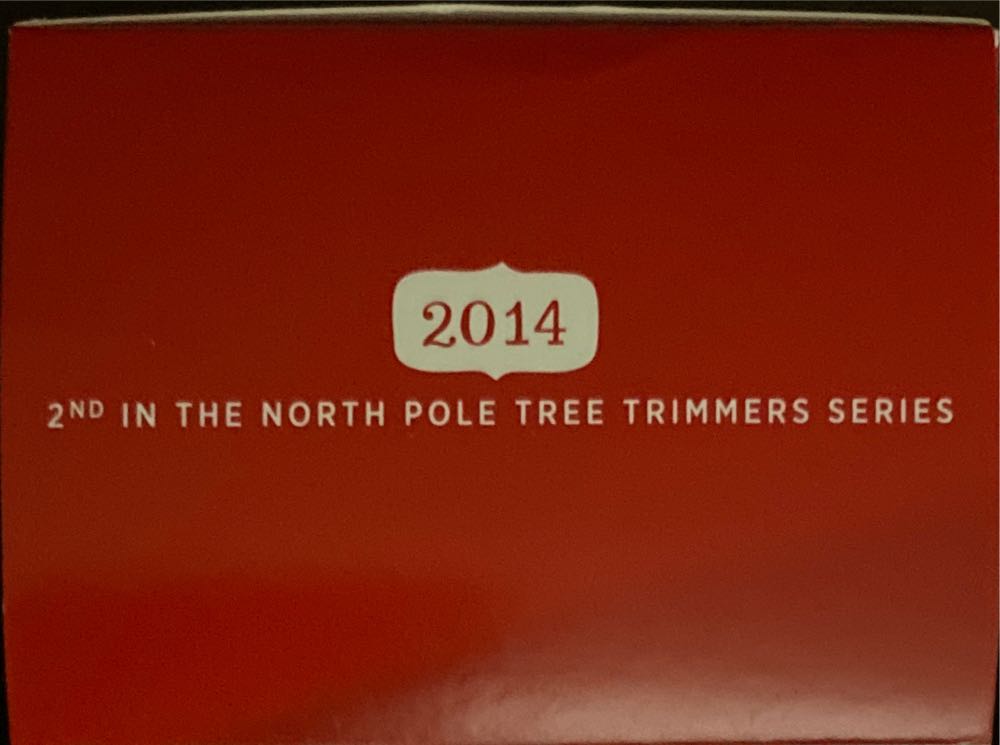 2014
2ND IN THE NORTH POLE TREE TRIMMERS SERIES